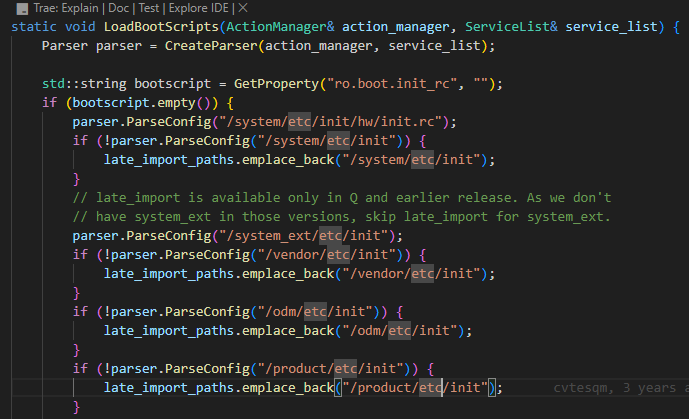 Trae: Explain | Doc | Test | Explore IDE | X
static void LoadBootScripts(ActionManager& action_manager, ServiceList& service_list) {
    Parser parser = CreateParser(action_manager, service_list);

    std::string bootscript = GetProperty("ro.boot.init_rc", "");
    if (bootscript.empty()) {
        parser.ParseConfig("/system/etc/init/hw/init.rc");
        if (!parser.ParseConfig("/system/etc/init")) {
            late_import_paths.emplace_back("/system/etc/init");
        }
        // late_import is available only in Q and earlier release. As we don't
        // have system_ext in those versions, skip late_import for system_ext.
        parser.ParseConfig("/system_ext/etc/init");
        if (!parser.ParseConfig("/vendor/etc/init")) {
            late_import_paths.emplace_back("/vendor/etc/init");
        }
        if (!parser.ParseConfig("/odm/etc/init")) {
            late_import_paths.emplace_back("/odm/etc/init");
        }
        if (!parser.ParseConfig("/product/etc/init")) {
            late_import_paths.emplace_back("/product/etc/init"); cvtesqm, 3 years a
        }